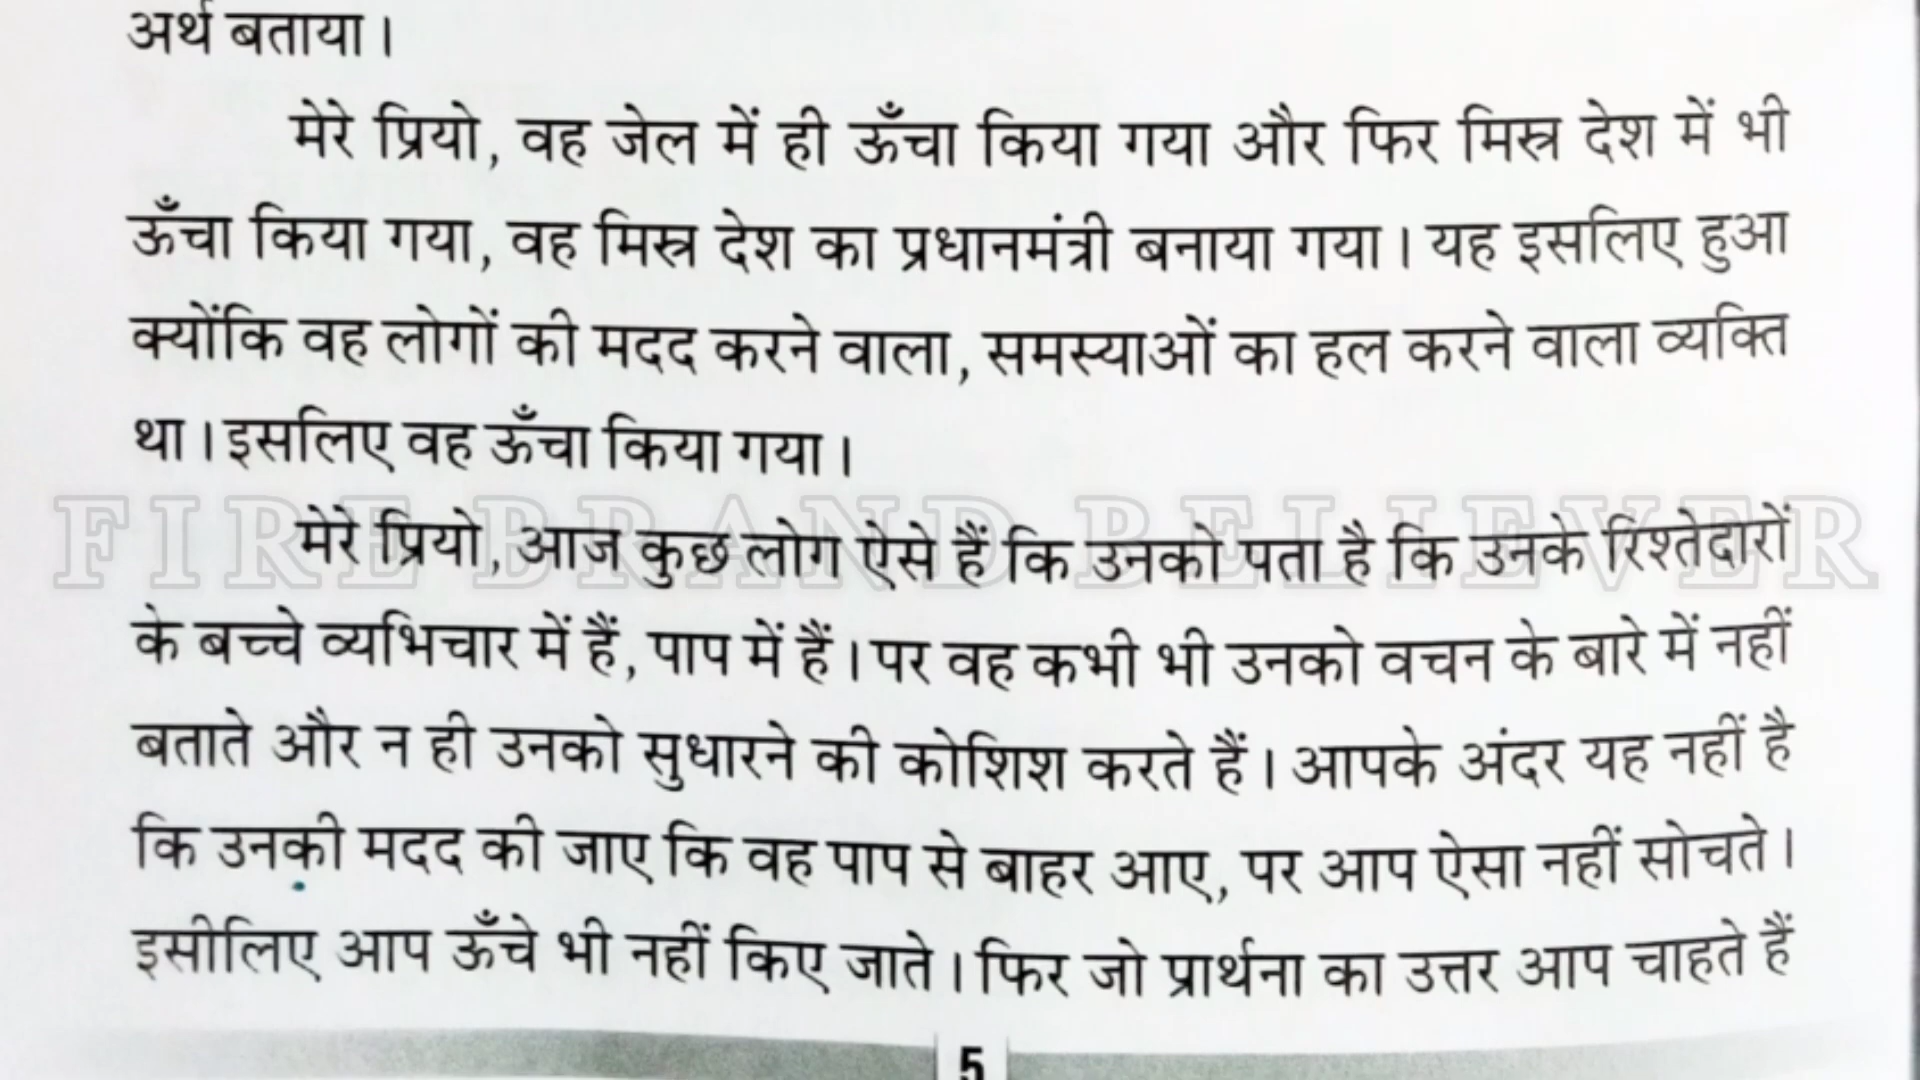 अर्थ बताया।
मेरे प्रियो, वह जेल में ही ऊँचा किया गया और फिर मिस्र देश में भी
ऊँचा किया गया, वह मिस्र देश का प्रधानमंत्री बनाया गया। यह इसलिए हुआ
क्योंकि वह लोगों की मदद करने वाला, समस्याओं का हल करने वाला व्यक्ति
था। इसलिए वह ऊँचा किया गया।
FIRE BRAND BELIEVER
मेरे प्रियो, आज कुछ लोग ऐसे हैं कि उनको पता है कि उनके रिश्तेदारों
के बच्चे व्यभिचार में हैं, पाप में हैं। पर वह कभी भी उनको वचन के बारे में नहीं
बताते और न ही उनको सुधारने की कोशिश करते हैं। आपके अंदर यह नहीं है
कि उनकी मदद की जाए कि वह पाप से बाहर आए, पर आप ऐसा नहीं सोचते।
इसीलिए आप ऊँचे भी नहीं किए जाते। फिर जो प्रार्थना का उत्तर आप चाहते हैं
5